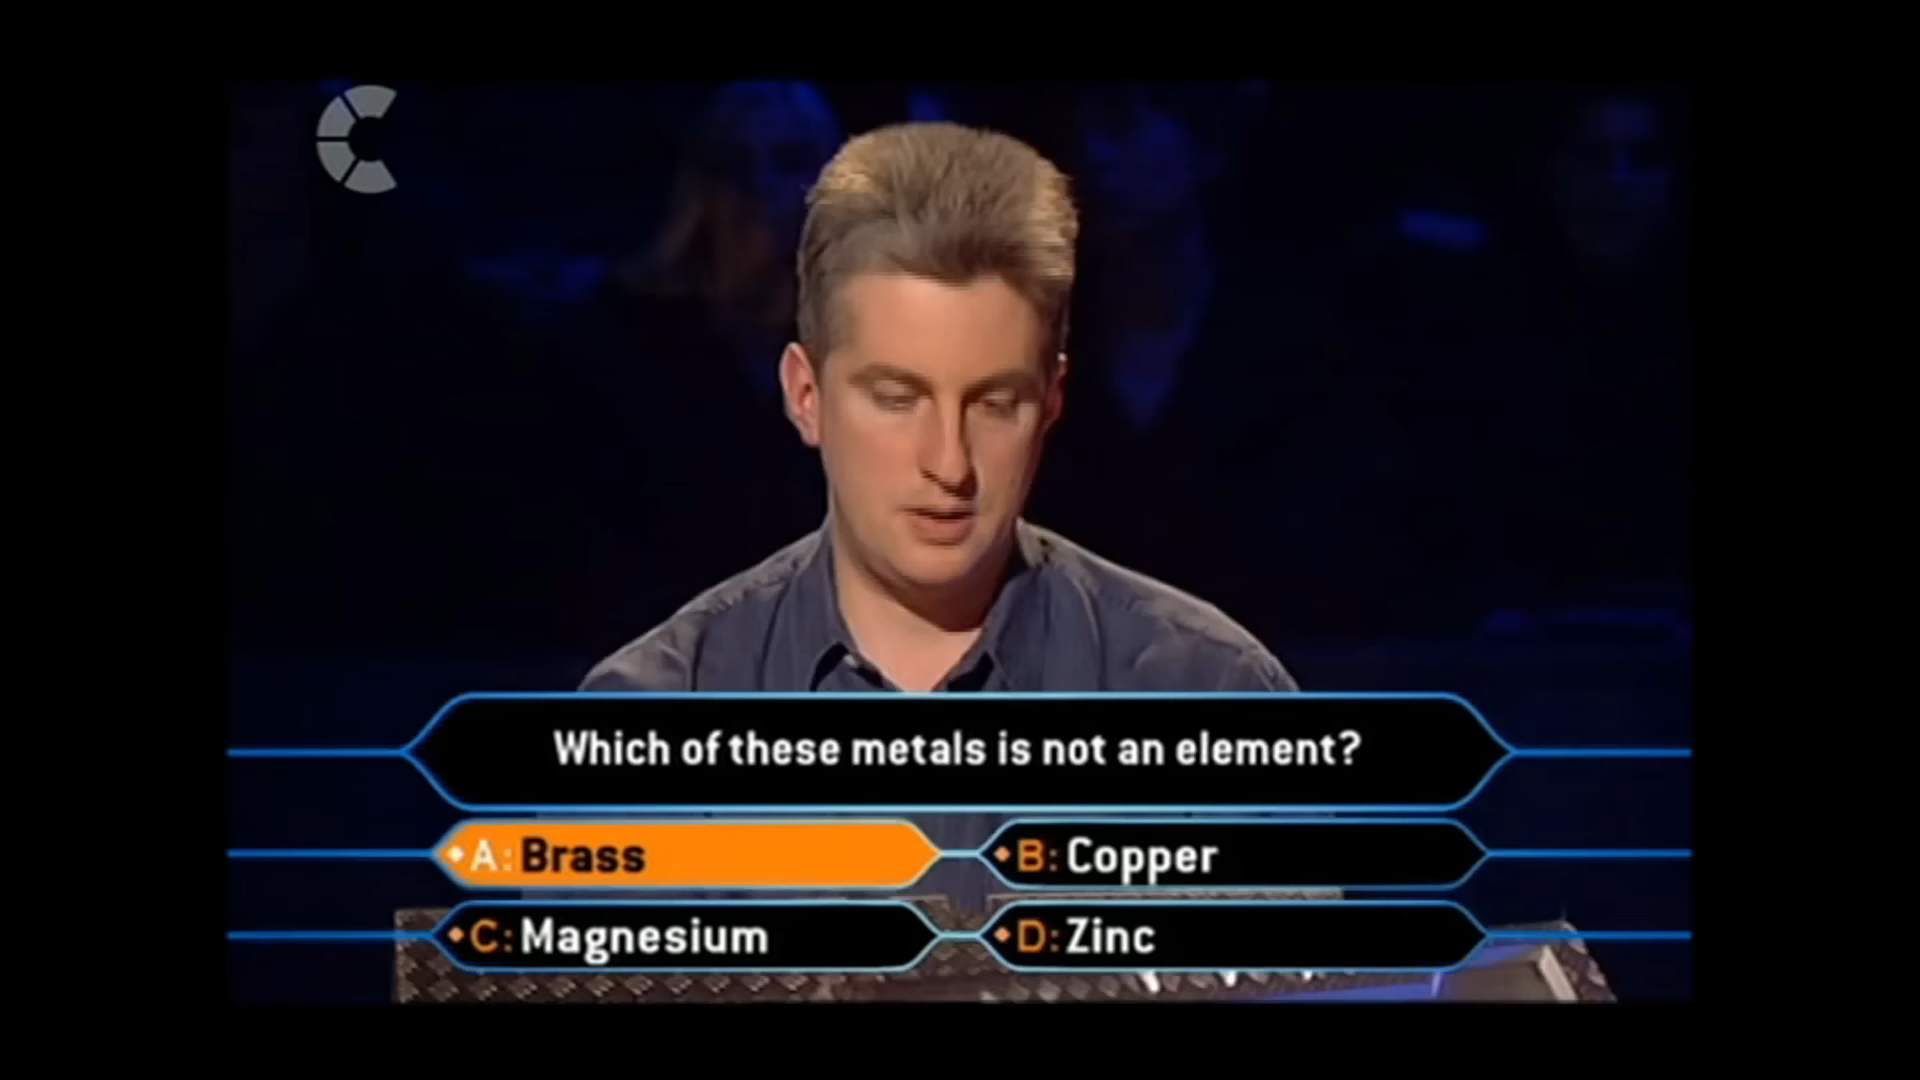 Which of these metals is not an element?
A: Brass
B: Copper
C: Magnesium
D: Zinc